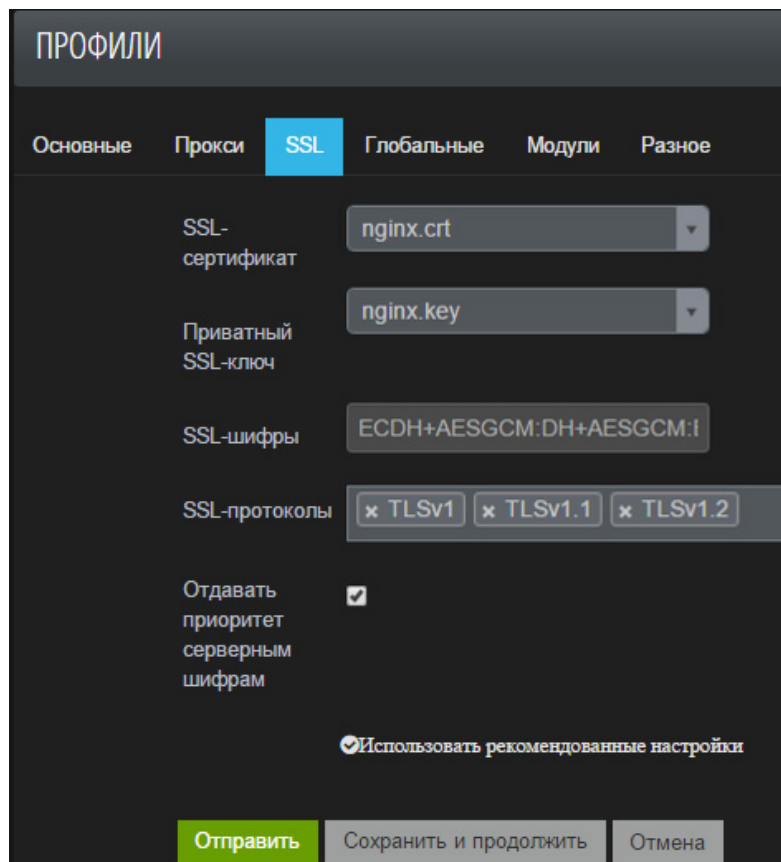 ПРОФИЛИ
Основные Прокси SSL Глобальные Модули Разное
SSL-
сертификат
nginx.crt
Приватный
SSL-ключ
nginx.key
SSL-шифры
ECDH+AESGCM:DH+AESGCM:
SSL-протоколы
× TLSv1 × TLSv1.1 × TLSv1.2
Отдавать
приоритет
серверным
шифрам
Использовать рекомендованные настройки
Отправить Сохранить и продолжить Отмена